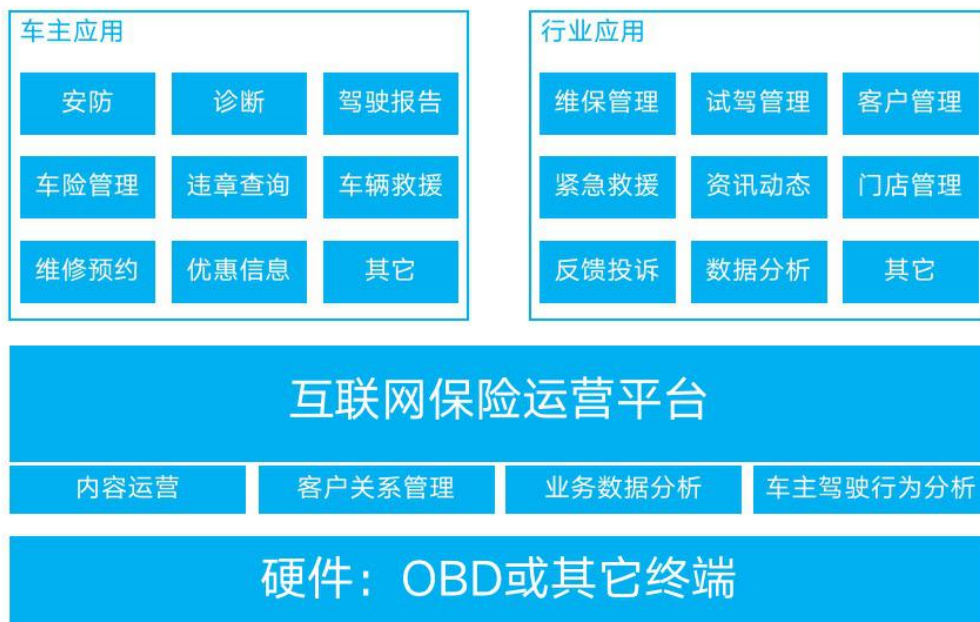 车主应用
安防 诊断 驾驶报告
车险管理 违章查询 车辆救援
维修预约 优惠信息 其它
行业应用
维保管理 试驾管理 客户管理
紧急救援 资讯动态 门店管理
反馈投诉 数据分析 其它
互联网保险运营平台
内容运营 客户关系管理 业务数据分析 车主驾驶行为分析
硬件：OBD或其它终端